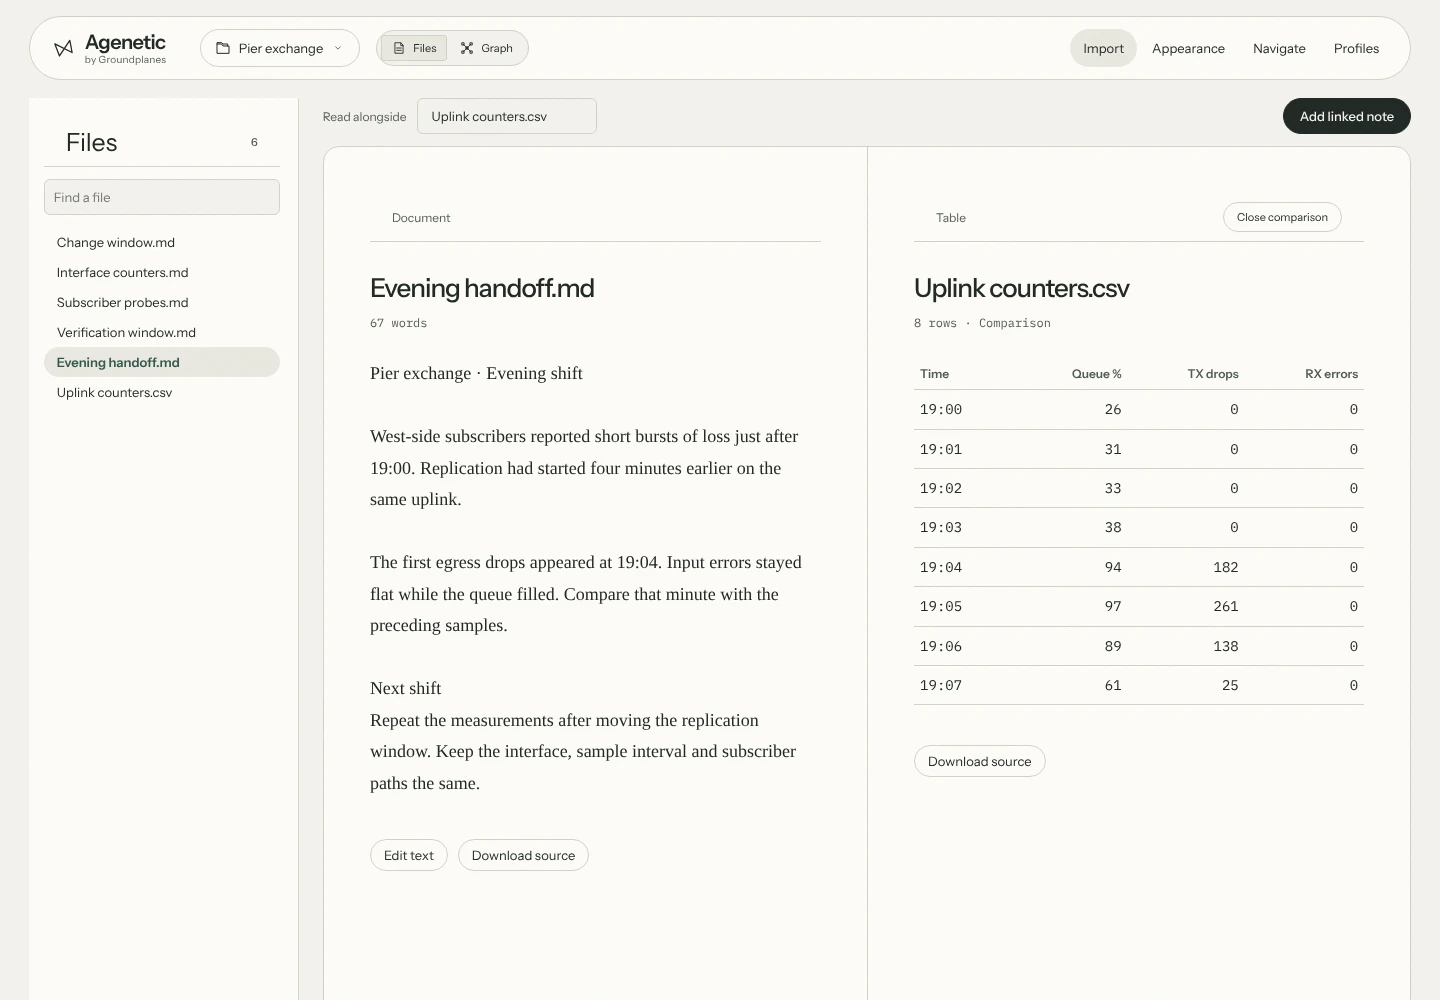 Agenetic
by Groundplanes
Pier exchange
Files
Graph
Import
Appearance
Navigate
Profiles
Files
6
Find a file
Change window.md
Interface counters.md
Subscriber probes.md
Verification window.md
Evening handoff.md
Uplink counters.csv
Read alongside
Uplink counters.csv
Add linked note
Document
Evening handoff.md
67 words
Pier exchange · Evening shift
West-side subscribers reported short bursts of loss just after
19:00. Replication had started four minutes earlier on the
same uplink.
The first egress drops appeared at 19:04. Input errors stayed
flat while the queue filled. Compare that minute with the
preceding samples.
Next shift
Repeat the measurements after moving the replication
window. Keep the interface, sample interval and subscriber
paths the same.
Edit text
Download source
Table
Close comparison
Uplink counters.csv
8 rows · Comparison
Time Queue % TX drops RX errors
19:00 26 0 0
19:01 31 0 0
19:02 33 0 0
19:03 38 0 0
19:04 94 182 0
19:05 97 261 0
19:06 89 138 0
19:07 61 25 0
Download source